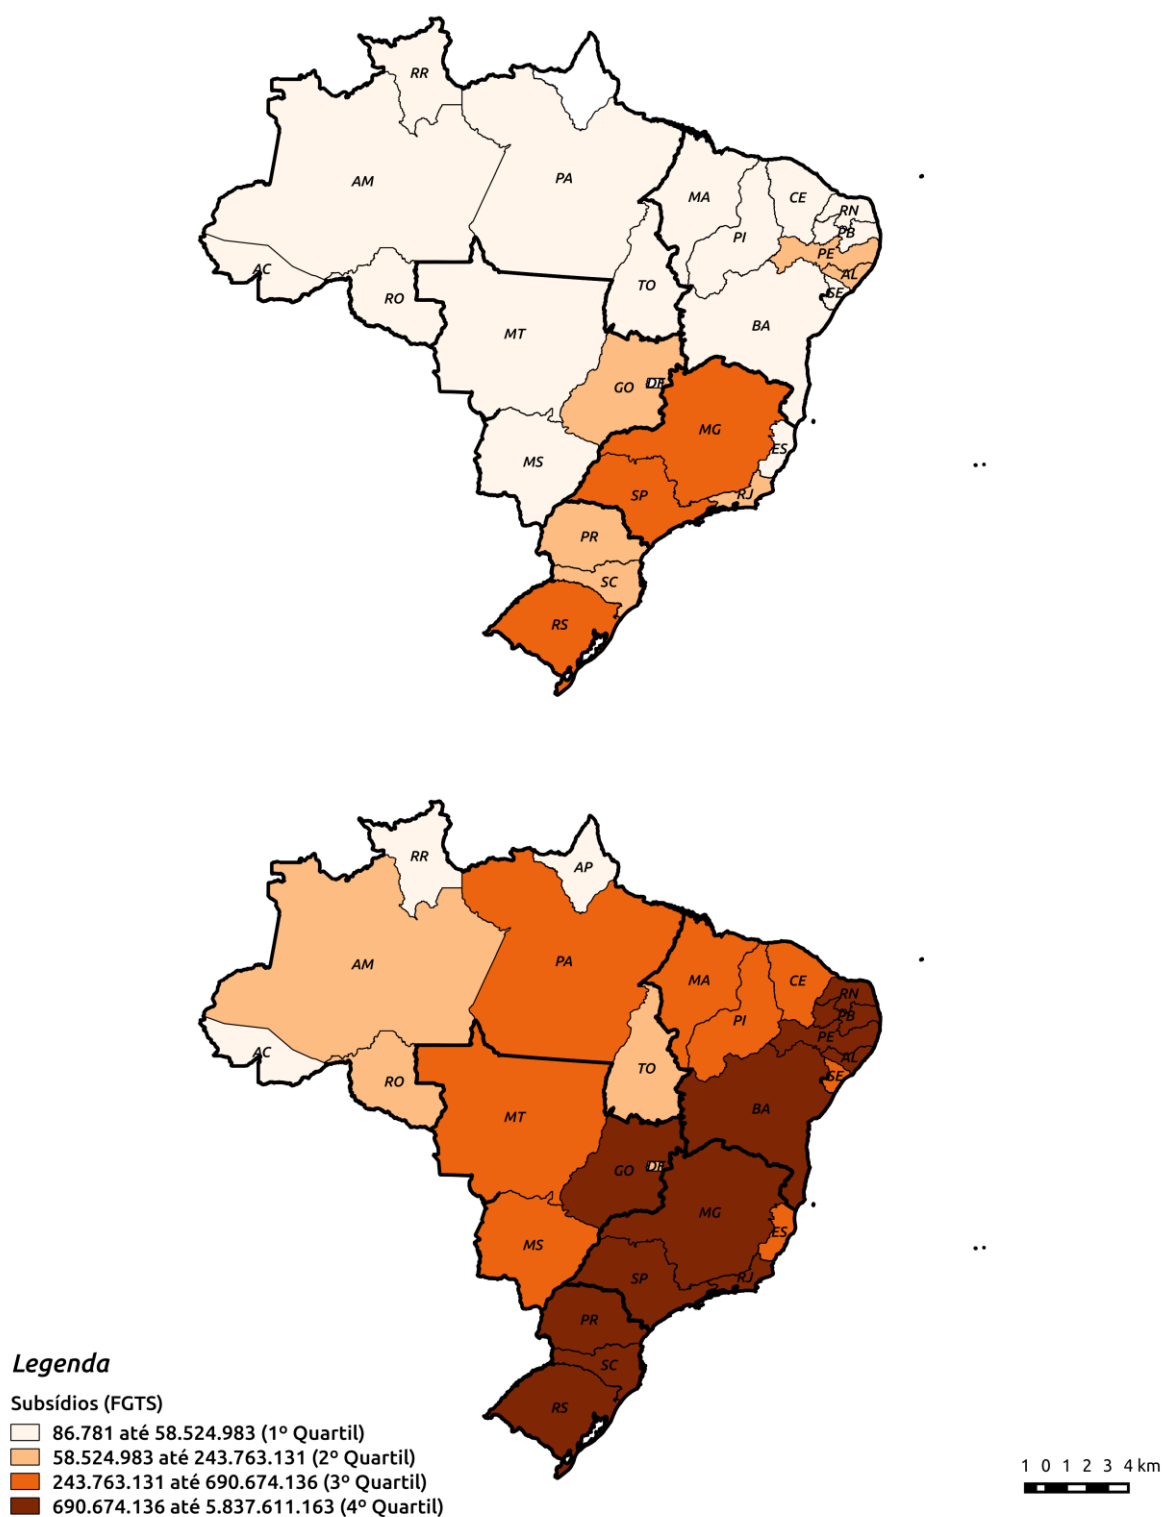 RR
AM
PA
MA
CE
RN
PB
PI
PE
AL
SE
AC
RO
TO
BA
MT
GO
DF
MG
ES
MS
SP
RJ
PR
SC
RS
RR
AP
AM
PA
MA
CE
RN
PB
PI
PE
AL
SE
AC
RO
TO
BA
MT
GO
DF
MG
ES
MS
SP
RJ
PR
SC
RS
Legenda
Subsídios (FGTS)
86.781 até 58.524.983 (1º Quartil)
58.524.983 até 243.763.131 (2º Quartil)
243.763.131 até 690.674.136 (3º Quartil)
690.674.136 até 5.837.611.163 (4º Quartil)
1 0 1 2 3 4 km